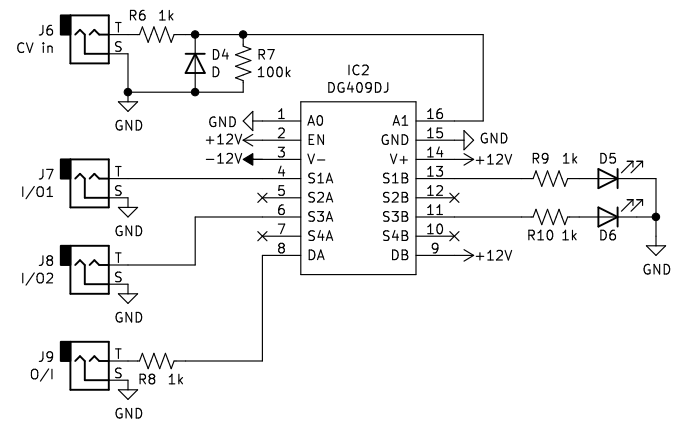 R6 1k
J6
CV in
T
S
D4
D
R7
100k
GND
IC2
DG409DJ
GND 1 A0
+12V 2 EN
-12V 3 V-
4 S1A
5 S2A
6 S3A
7 S4A
8 DA
A1 16
GND 15 GND
V+ 14 +12V
S1B 13
S2B 12
S3B 11
S4B 10
DB 9 +12V
R9 1k
D5
R10 1k
D6
GND
J7
I/O1
T
S
GND
J8
I/O2
T
S
GND
J9
O/I
T
S
R8 1k
GND